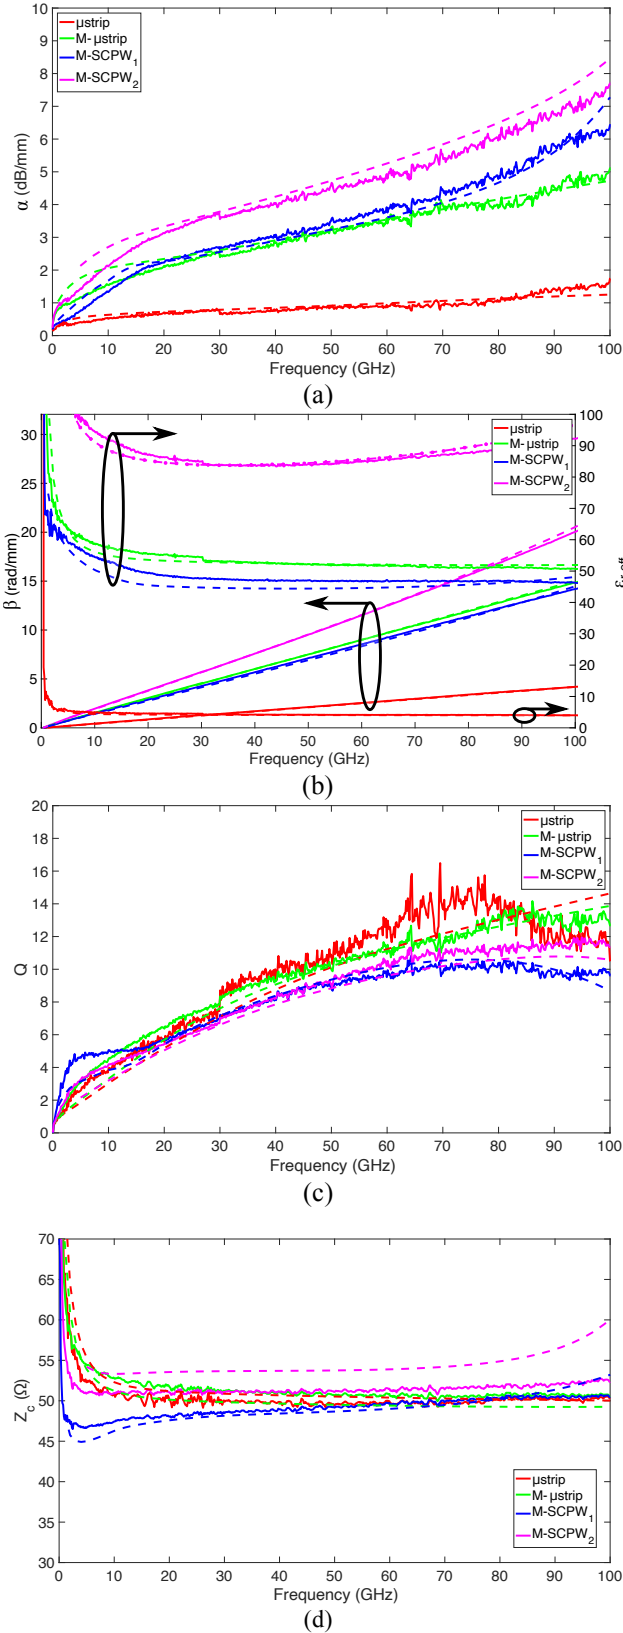 10
9
8
7
6
5
4
3
2
1
0
α (dB/mm)
μstrip
M- μstrip
M-SCPW1
M-SCPW2
0 10 20 30 40 50 60 70 80 90 100
Frequency (GHz)
(a)
30
25
20
15
10
5
0
β (rad/mm)
μstrip
M- μstrip
M-SCPW1
M-SCPW2
100
90
80
70
60
50
40
30
20
10
0
εr,eff
0 10 20 30 40 50 60 70 80 90 100
Frequency (GHz)
(b)
20
18
16
14
12
10
8
6
4
2
0
Q
μstrip
M- μstrip
M-SCPW1
M-SCPW2
0 10 20 30 40 50 60 70 80 90 100
Frequency (GHz)
(c)
70
65
60
55
50
45
40
35
30
Zc (Ω)
μstrip
M- μstrip
M-SCPW1
M-SCPW2
0 10 20 30 40 50 60 70 80 90 100
Frequency (GHz)
(d)